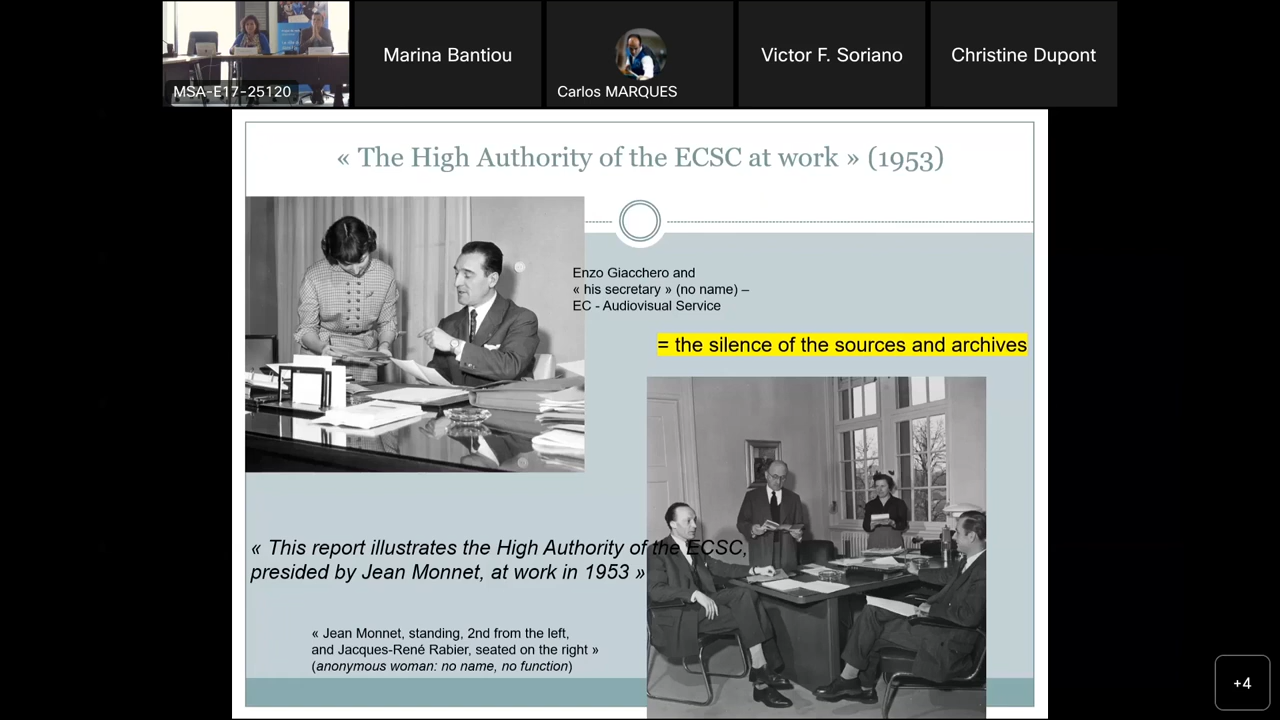 MSA-E17-25120
Marina Bantiou
Carlos MARQUES
Victor F. Soriano
Christine Dupont
« The High Authority of the ECSC at work » (1953)
Enzo Giacchero and
« his secretary » (no name) –
EC - Audiovisual Service
= the silence of the sources and archives
« This report illustrates the High Authority of the ECSC,
presided by Jean Monnet, at work in 1953 »
« Jean Monnet, standing, 2nd from the left,
and Jacques-René Rabier, seated on the right »
(anonymous woman: no name, no function)
+4